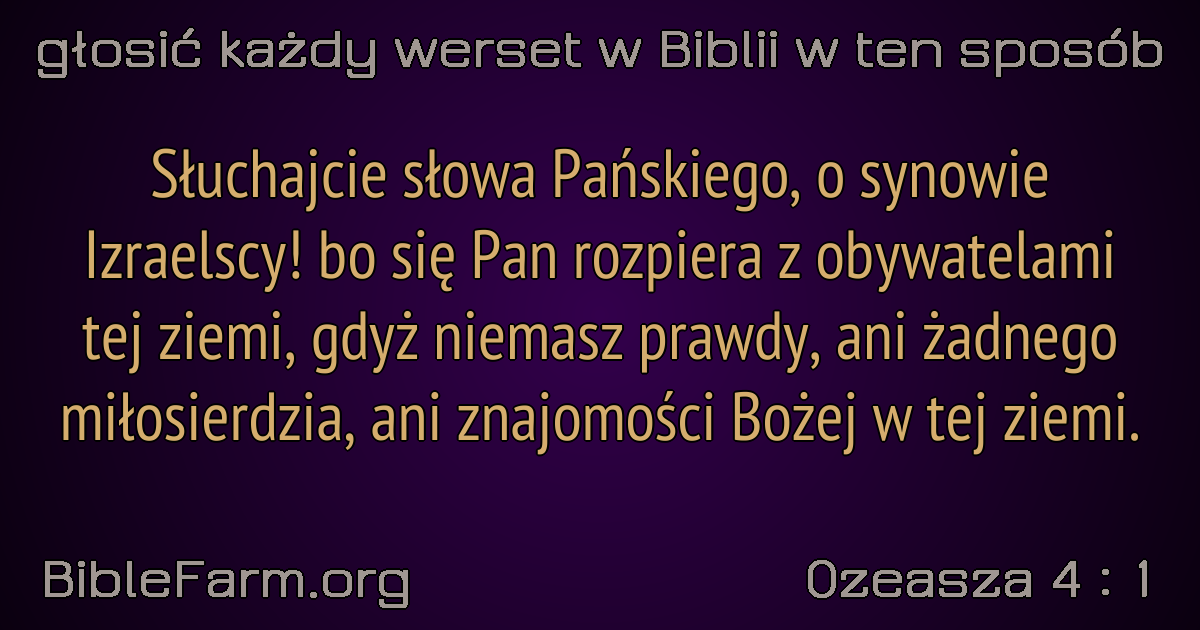 głosić każdy werset w Biblii w ten sposób
Słuchajcie słowa Pańskiego, o synowie
Izraelscy! bo się Pan rozpiera z obywatelami
tej ziemi, gdyż niemasz prawdy, ani żadnego
miłosierdzia, ani znajomości Bożej w tej ziemi.
BibleFarm.org
Ozeasza 4 : 1